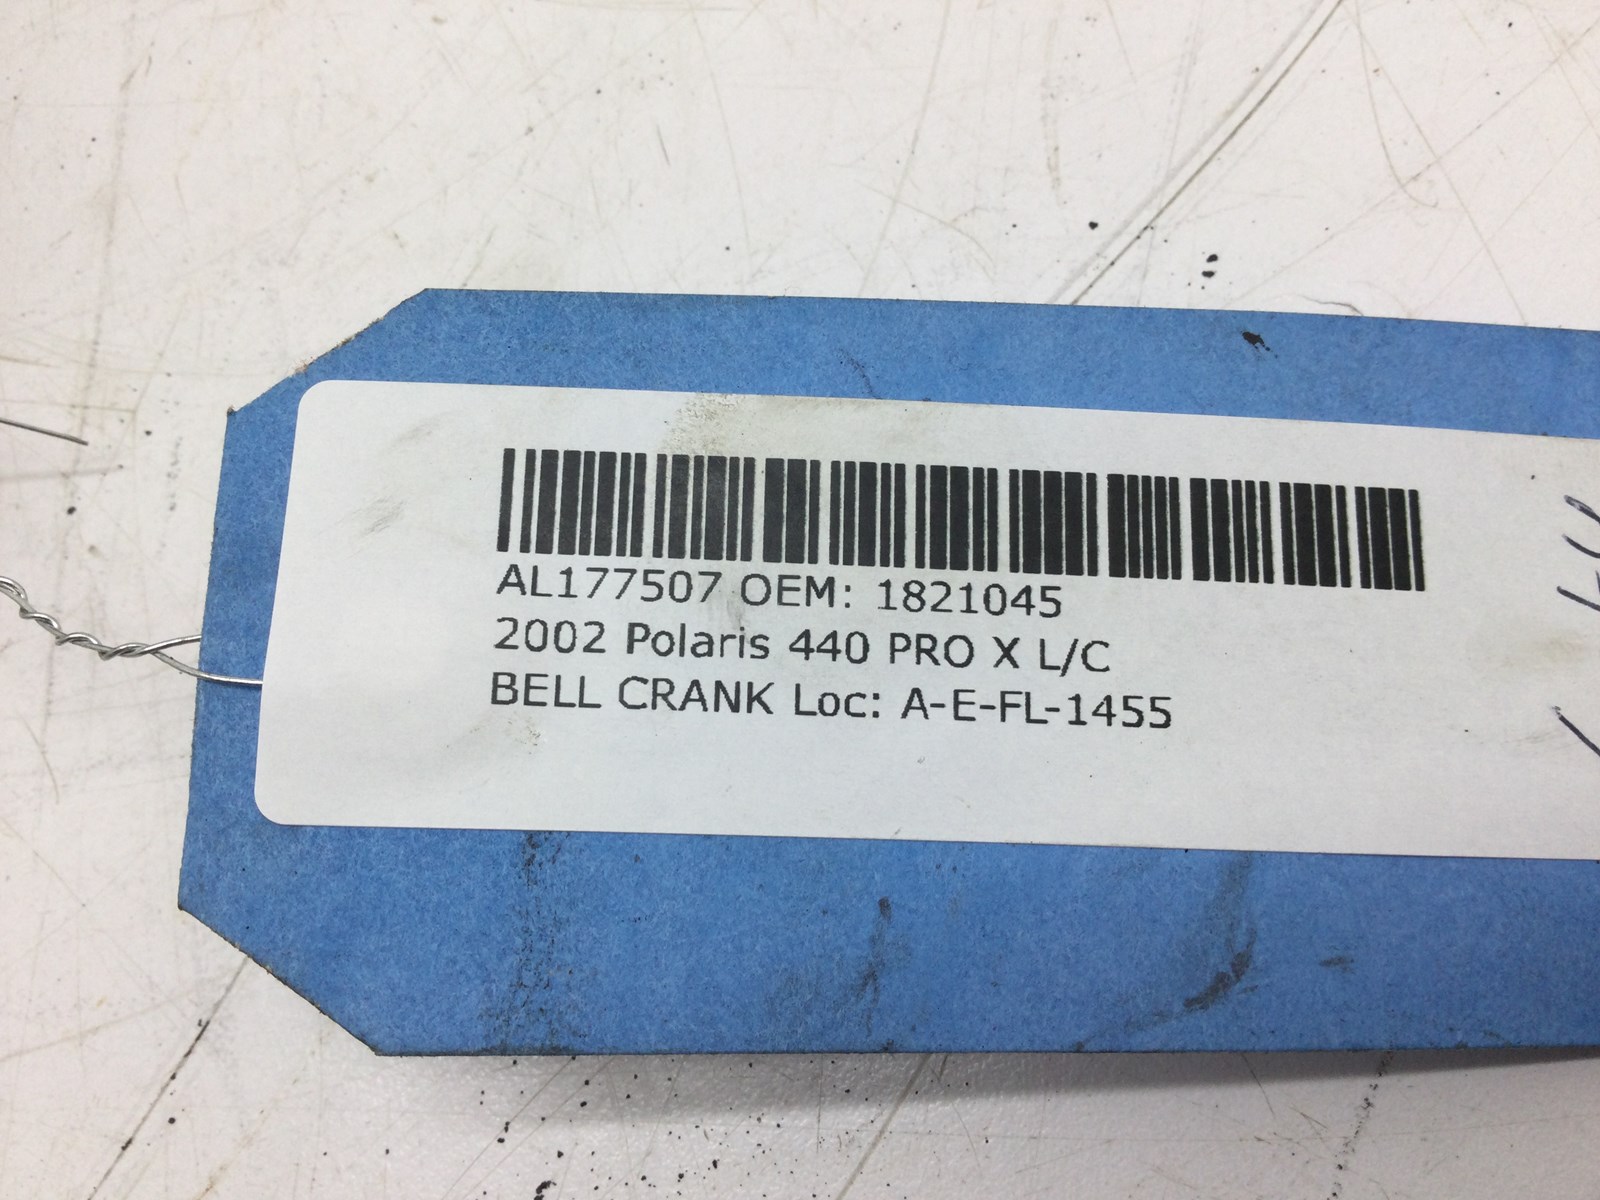 AL177507 OEM: 1821045
2002 Polaris 440 PRO X L/C
BELL CRANK Loc: A-E-FL-1455